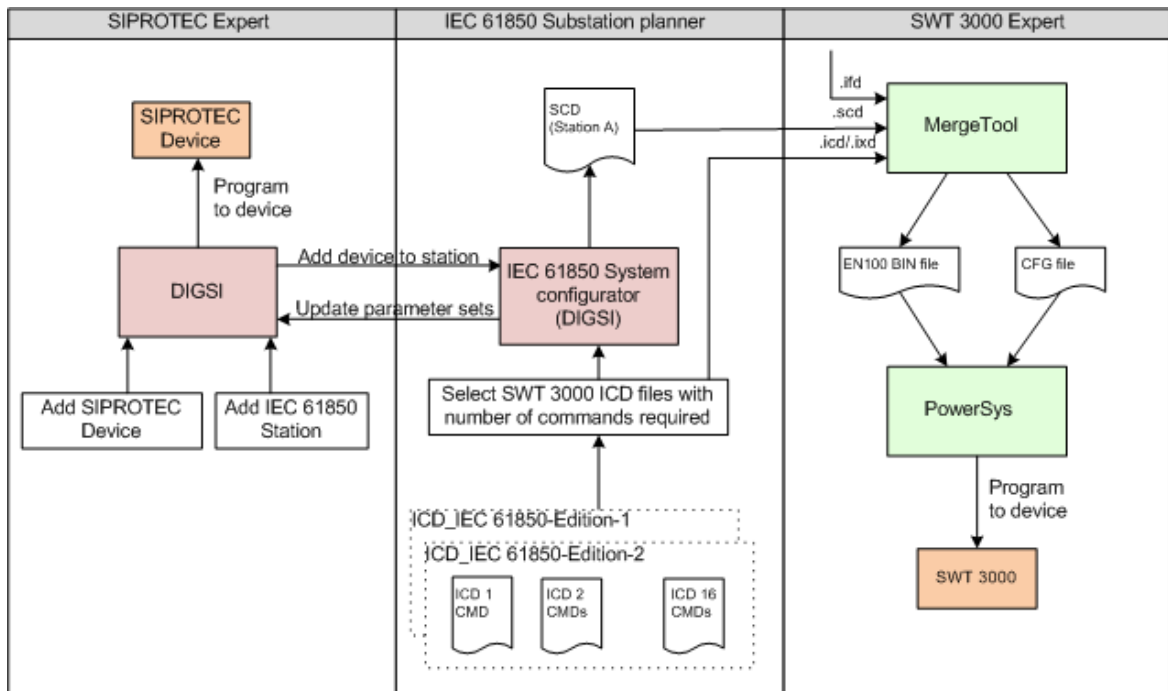 SIPROTEC Expert
IEC 61850 Substation planner
SWT 3000 Expert
SIPROTEC
Device
Program
to device
DIGSI
Add SIPROTEC
Device
Add IEC 61850
Station
Add device to station
Update parameter sets
SCD
(Station A)
IEC 61850 System
configurator
(DIGSI)
Select SWT 3000 ICD files with
number of commands required
ICD_IEC 61850-Edition-1
ICD_IEC 61850-Edition-2
ICD 1
CMD
ICD 2
CMDs
ICD 16
CMDs
.ifd
.scd
.icd/.ixd
MergeTool
EN100 BIN file
CFG file
PowerSys
Program
to device
SWT 3000